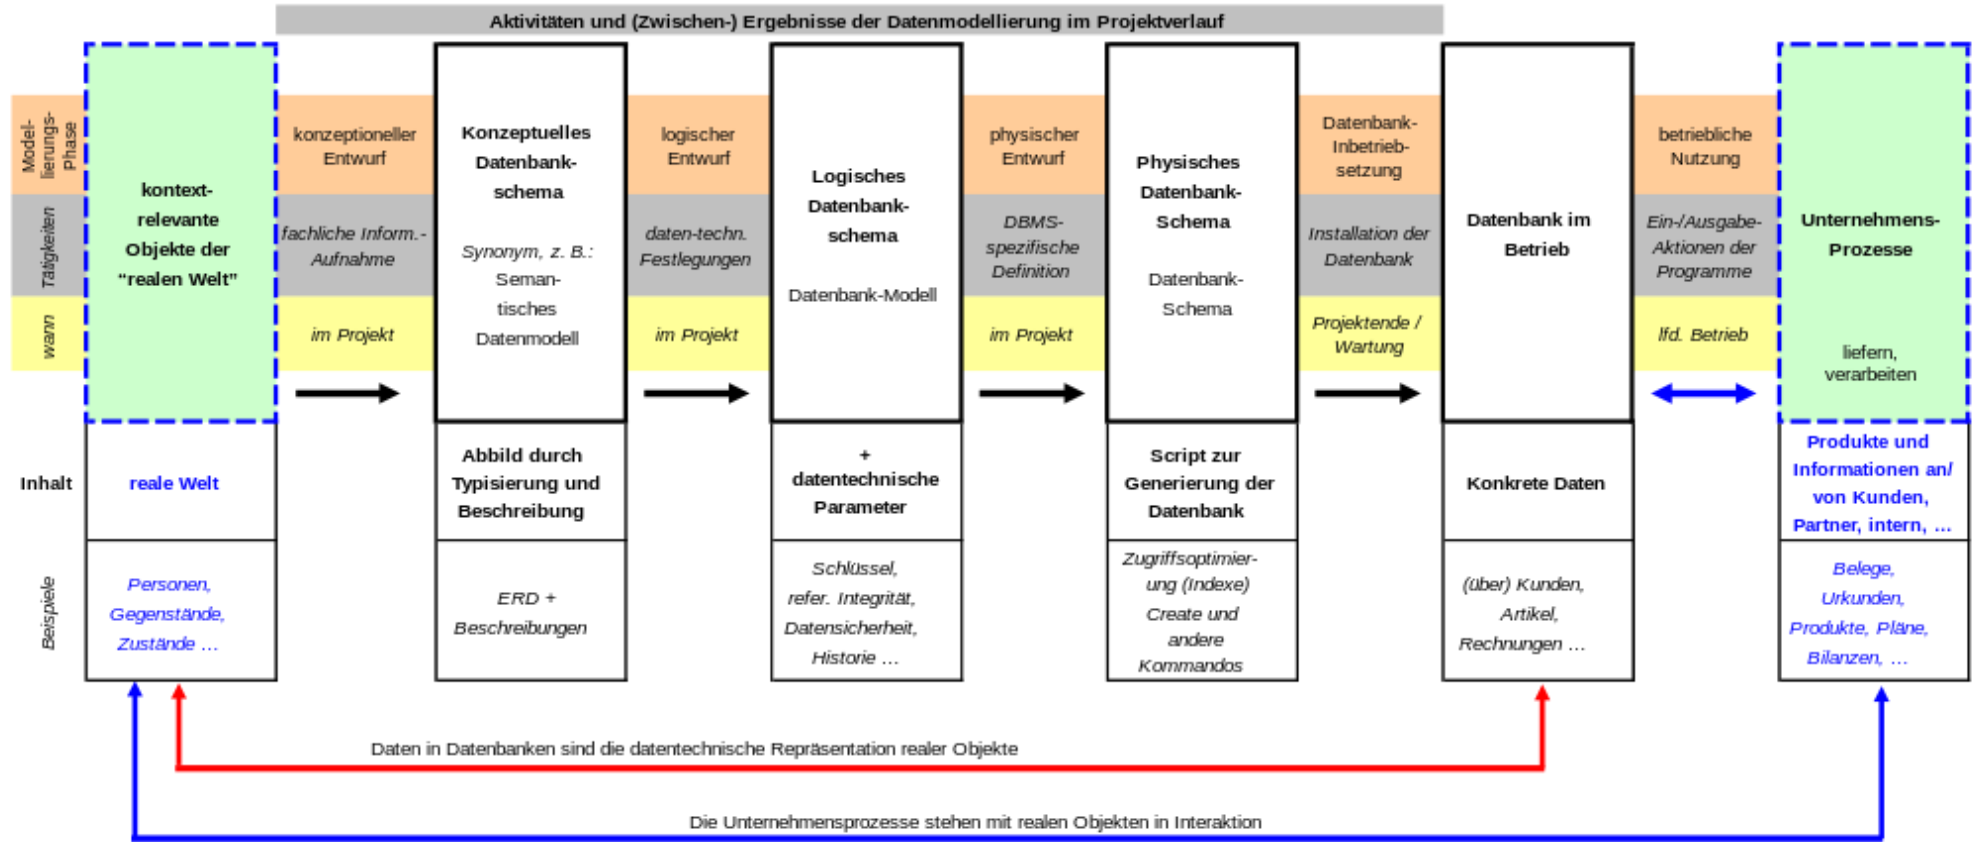 Aktivitäten und (Zwischen-) Ergebnisse der Datenmodellierung im Projektverlauf
Model-
lierungs-
Phase
Tätigkeiten
wann
kontext-
relevante
Objekte der
“realen Welt”
konzeptioneller
Entwurf
fachliche Inform.-
Aufnahme
im Projekt
Konzeptuelles
Datenbank-
schema
Synonym, z. B.:
Seman-
tisches
Datenmodell
logischer
Entwurf
daten-techn.
Festlegungen
im Projekt
Logisches
Datenbank-
schema
Datenbank-Modell
physischer
Entwurf
DBMS-
spezifische
Definition
im Projekt
Physisches
Datenbank-
Schema
Datenbank-
Schema
Datenbank-
Inbetrieb-
setzung
Installation der
Datenbank
Projektende /
Wartung
Datenbank im
Betrieb
betriebliche
Nutzung
Ein-/Ausgabe-
Aktionen der
Programme
lfd. Betrieb
Unternehmens-
Prozesse
liefern,
verarbeiten
Inhalt
reale Welt
Abbild durch
Typisierung und
Beschreibung
+
datentechnische
Parameter
Script zur
Generierung der
Datenbank
Konkrete Daten
Produkte und
Informationen an/
von Kunden,
Partner, intern, …
Beispiele
Personen,
Gegenstände,
Zustände …
ERD +
Beschreibungen
Schlüssel,
refer. Integrität,
Datensicherheit,
Historie …
Zugriffsoptimier-
ung (Indexe)
Create und
andere
Kommandos
(über) Kunden,
Artikel,
Rechnungen …
Belege,
Urkunden,
Produkte, Pläne,
Bilanzen, …
Daten in Datenbanken sind die datentechnische Repräsentation realer Objekte
Die Unternehmensprozesse stehen mit realen Objekten in Interaktion